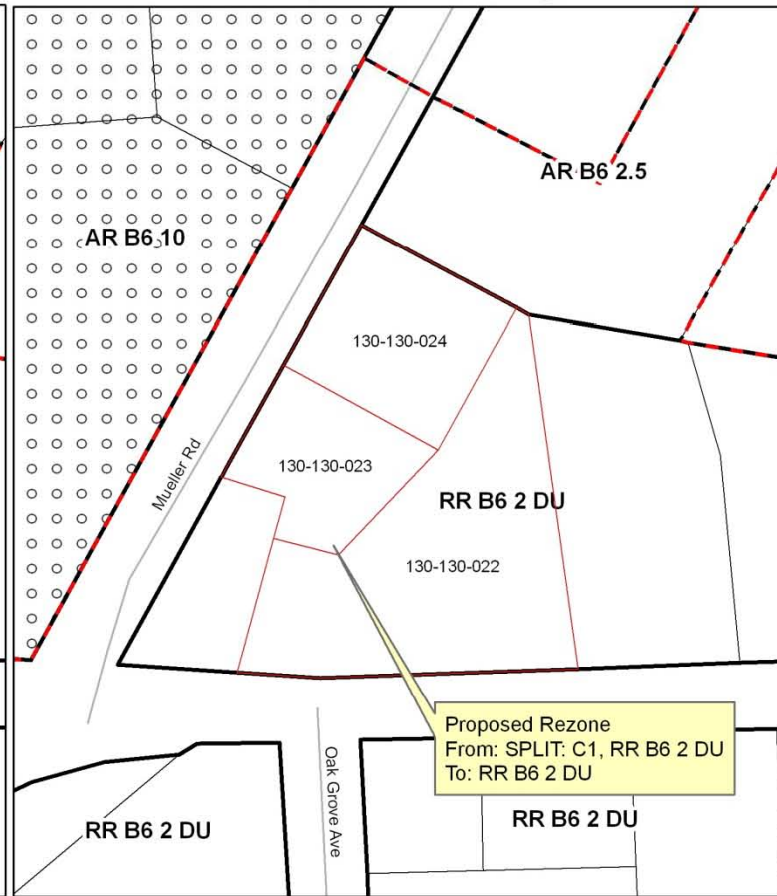 AR B6 2.5
AR B6 10
130-130-024
Mueller Rd
130-130-023
RR B6 2 DU
130-130-022
Proposed Rezone
From: SPLIT: C1, RR B6 2 DU
To: RR B6 2 DU
Oak Grove Ave
RR B6 2 DU
RR B6 2 DU